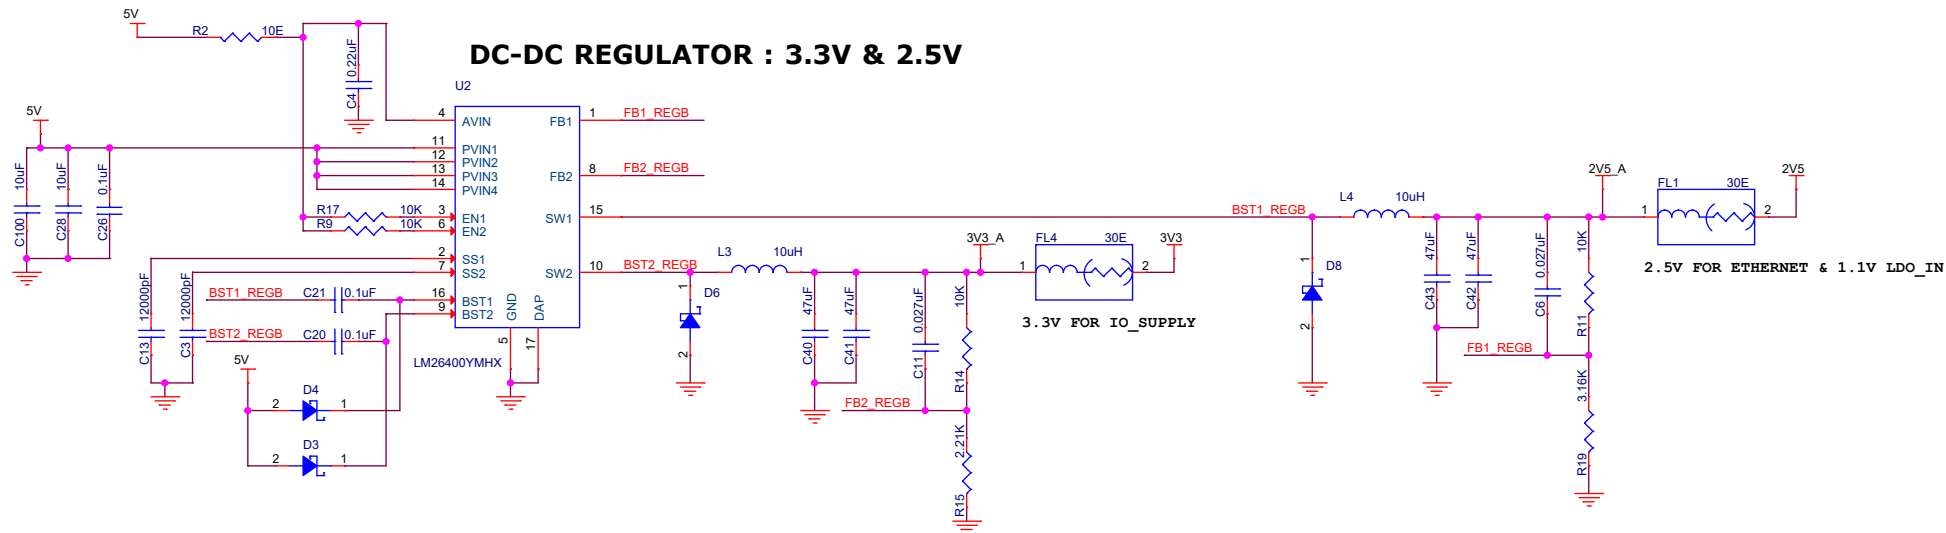 DC-DC REGULATOR : 3.3V & 2.5V
5V
R2
10E
0.22uF
C4
U2
5V
10uF
C100
10uF
C28
0.1uF
C26
4
AVIN
11
PVIN1
12
PVIN2
13
PVIN3
14
PVIN4
R17
10K
3
EN1
R9
10K
6
EN2
2
SS1
7
SS2
16
BST1
9
BST2
FB1
1
FB1_REGB
FB2
8
FB2_REGB
SW1
15
SW2
10
BST2_REGB
GND
5
DAP
17
LM26400YMHX
12000pF
C13
12000pF
C3
BST1_REGB
C21
0.1uF
BST2_REGB
C20
0.1uF
5V
D4
2
1
D3
2
1
1
D6
2
L3
10uH
47uF
C40
47uF
C41
0.027uF
C11
10K
R14
FB2_REGB
2.21K
R15
3V3_A
FL4
30E
1
2
3V3
3.3V FOR IO_SUPPLY
BST1_REGB
1
D8
2
L4
10uH
47uF
C43
47uF
C42
0.027uF
C6
10K
R11
FB1_REGB
3.16K
R19
2V5_A
FL1
30E
1
2
2V5
2.5V FOR ETHERNET & 1.1V LDO_IN